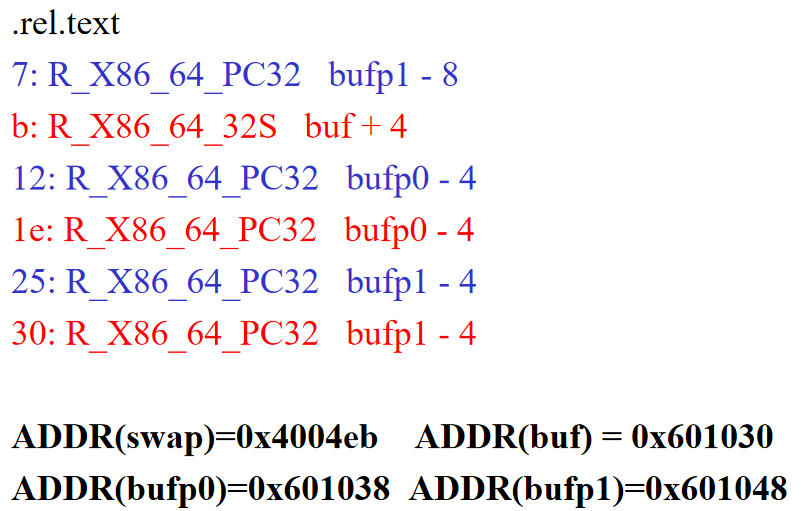 .rel.text
7: R_X86_64_PC32 bufp1 - 8
b: R_X86_64_32S buf + 4
12: R_X86_64_PC32 bufp0 - 4
1e: R_X86_64_PC32 bufp0 - 4
25: R_X86_64_PC32 bufp1 - 4
30: R_X86_64_PC32 bufp1 - 4
ADDR(swap)=0x4004eb ADDR(buf) = 0x601030
ADDR(bufp0)=0x601038 ADDR(bufp1)=0x601048